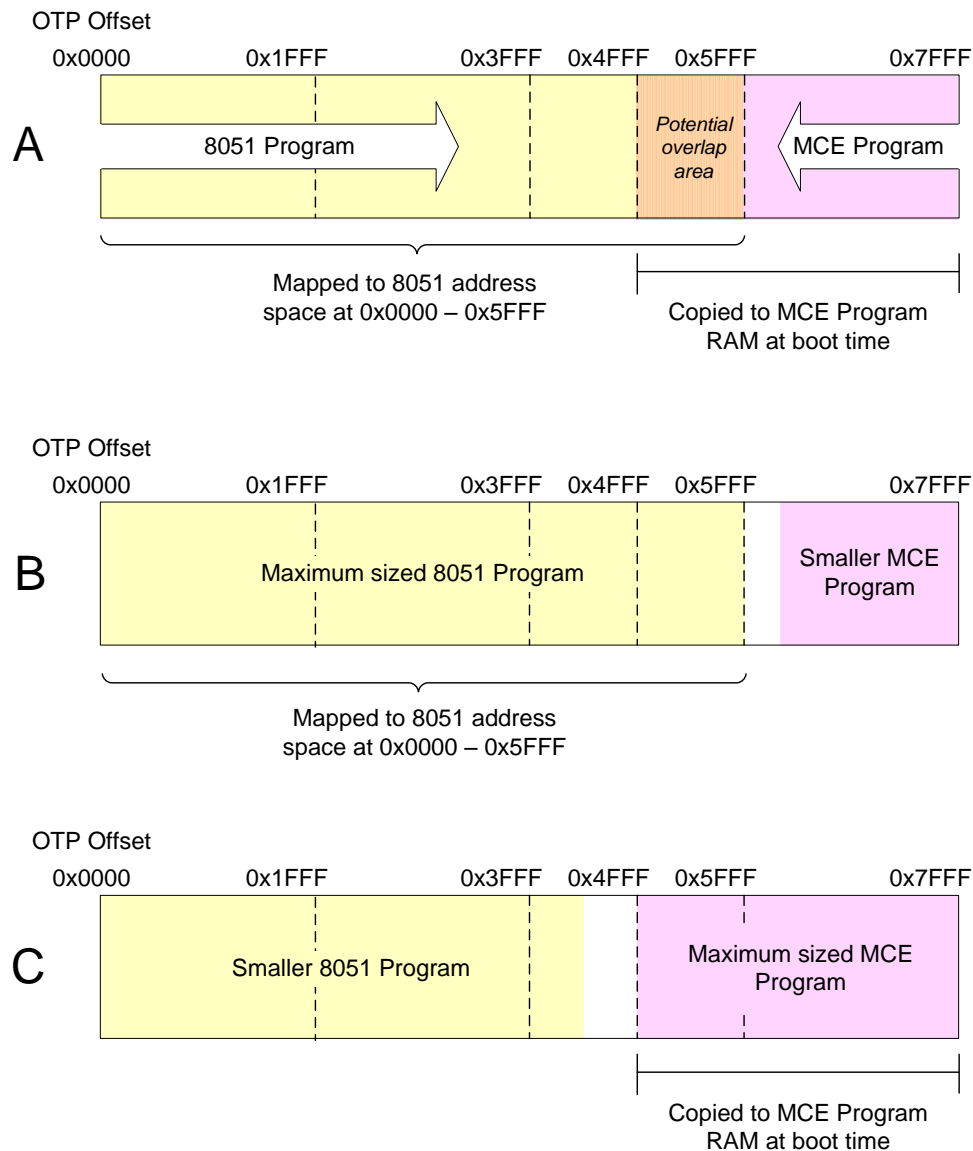 OTP Offset
0x0000 0x1FFF 0x3FFF 0x4FFF 0x5FFF 0x7FFF
A
8051 Program
Potential
overlap
area
MCE Program
Mapped to 8051 address
space at 0x0000 – 0x5FFF
Copied to MCE Program
RAM at boot time
OTP Offset
0x0000 0x1FFF 0x3FFF 0x4FFF 0x5FFF 0x7FFF
B
Maximum sized 8051 Program
Smaller MCE
Program
Mapped to 8051 address
space at 0x0000 – 0x5FFF
OTP Offset
0x0000 0x1FFF 0x3FFF 0x4FFF 0x5FFF 0x7FFF
C
Smaller 8051 Program
Maximum sized MCE
Program
Copied to MCE Program
RAM at boot time